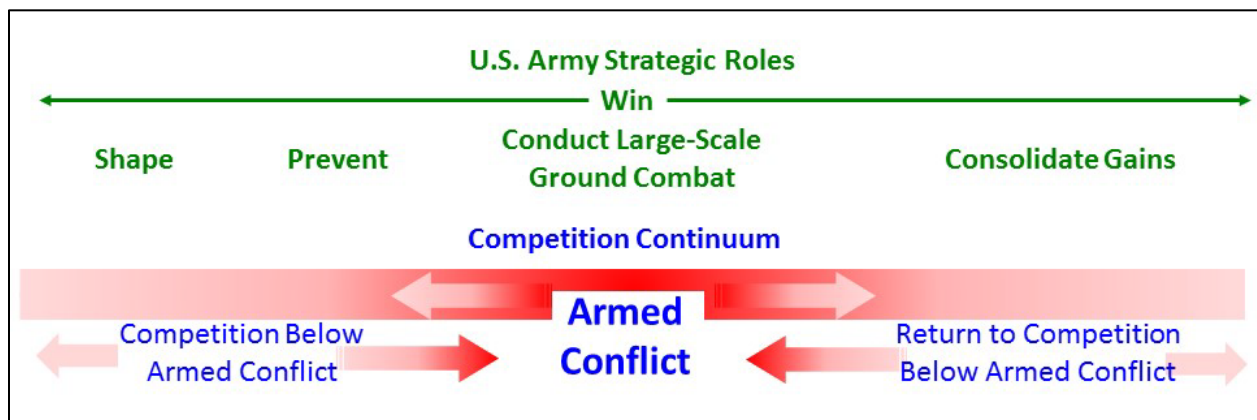 U.S. Army Strategic Roles
Win
Shape
Prevent
Conduct Large-Scale
Ground Combat
Consolidate Gains
Competition Continuum
Competition Below
Armed Conflict
Armed
Conflict
Return to Competition
Below Armed Conflict